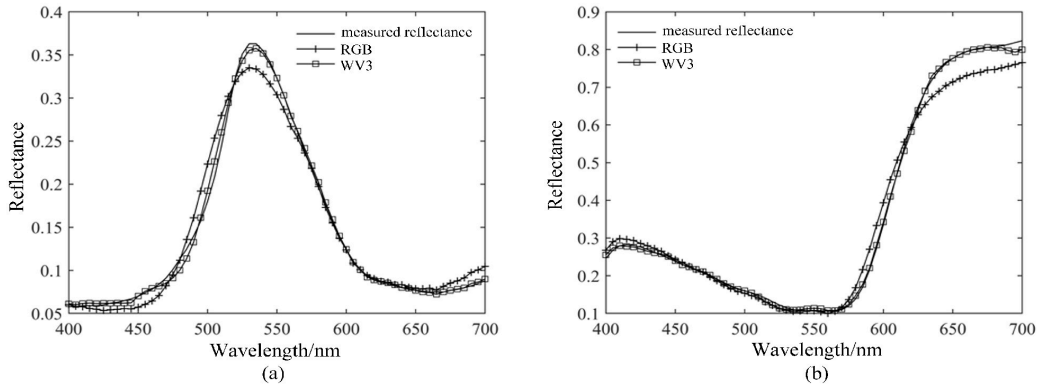 0.4
0.35
0.3
0.25
0.2
0.15
0.1
0.05
Reflectance
400 450 500 550 600 650 700
Wavelength/nm
measured reflectance
RGB
WV3
(a)
0.9
0.8
0.7
0.6
0.5
0.4
0.3
0.2
0.1
Reflectance
400 450 500 550 600 650 700
Wavelength/nm
measured reflectance
RGB
WV3
(b)